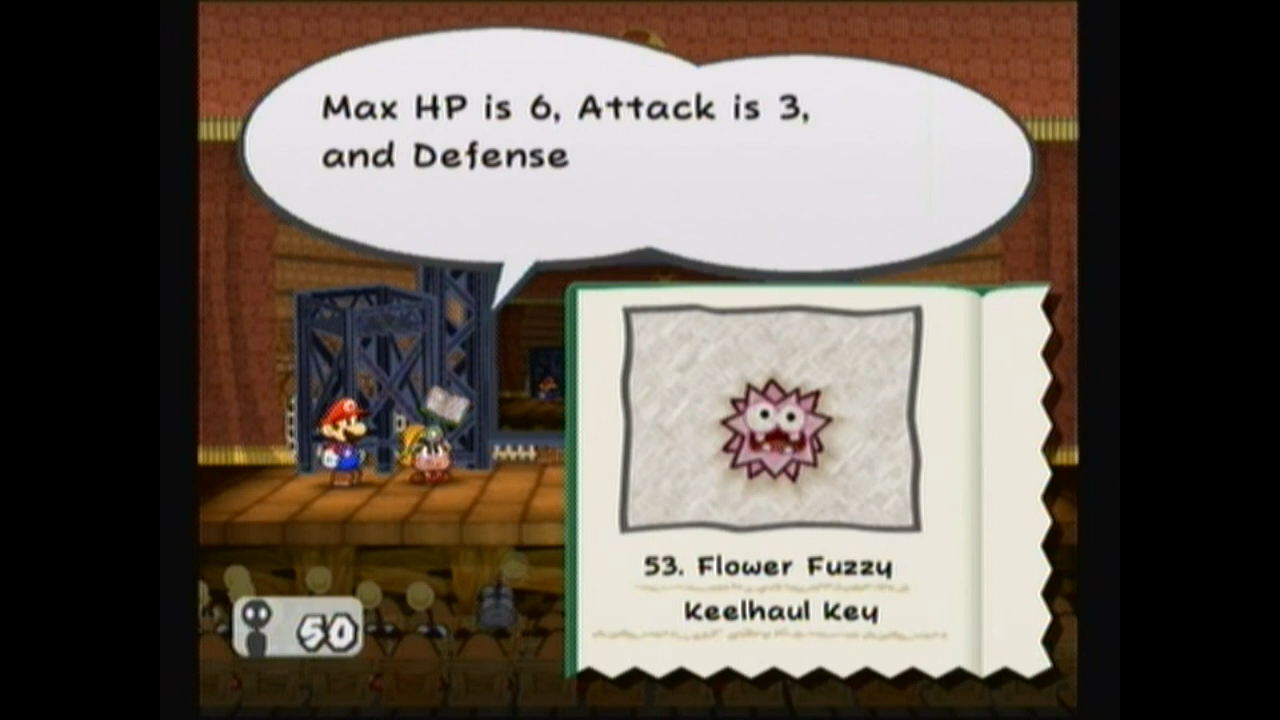 Max HP is 6, Attack is 3,
and Defense
53. Flower Fuzzy
Keelhaul Key
50